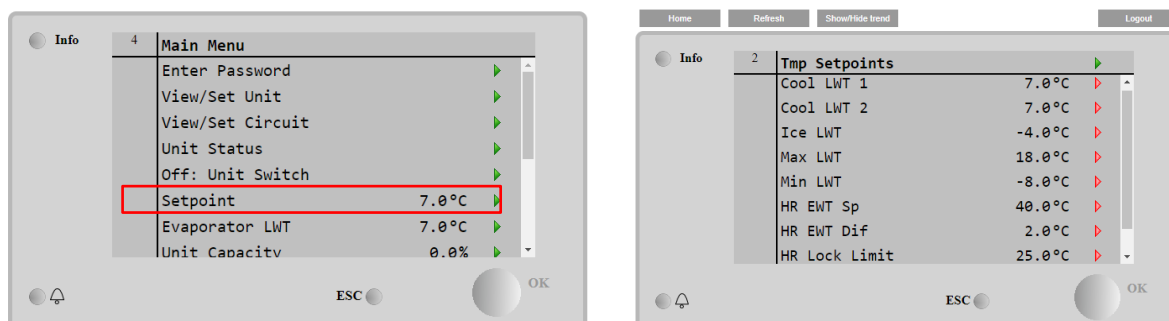 Info
4 Main Menu
Enter Password
View/Set Unit
View/Set Circuit
Unit Status
Off: Unit Switch
Setpoint 7.0°C
Evaporator LWT 7.0°C
Unit Capacity 0.0%
ESC
OK
Home Refresh Show/Hide trend Logout
Info
2 Tmp Setpoints
Cool LWT 1 7.0°C
Cool LWT 2 7.0°C
Ice LWT -4.0°C
Max LWT 18.0°C
Min LWT -8.0°C
HR EWT Sp 40.0°C
HR EWT Dif 2.0°C
HR Lock Limit 25.0°C
ESC
OK